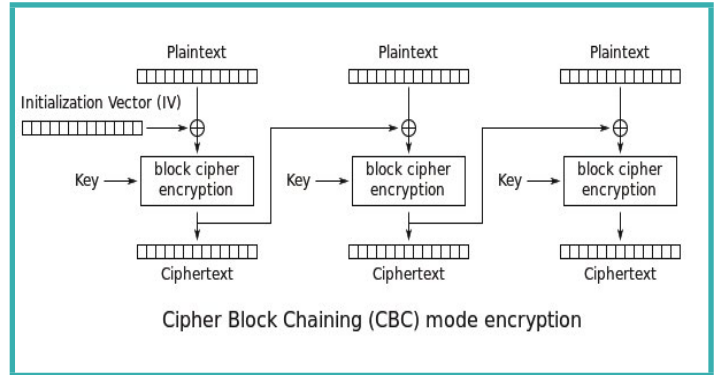 Plaintext
Plaintext
Plaintext
Initialization Vector (IV)
Key
block cipher
encryption
Key
block cipher
encryption
Key
block cipher
encryption
Ciphertext
Ciphertext
Ciphertext
Cipher Block Chaining (CBC) mode encryption